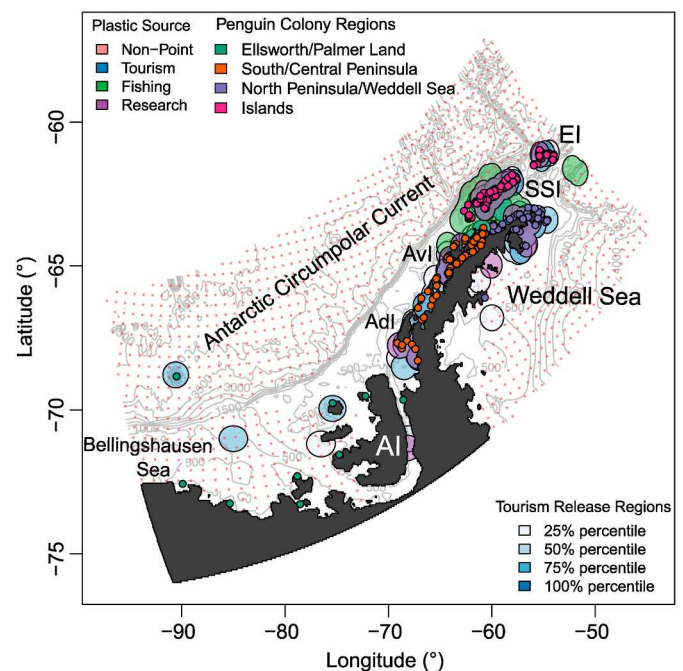 Plastic Source
Non-Point
Tourism
Fishing
Research
Penguin Colony Regions
Ellsworth/Palmer Land
South/Central Peninsula
North Peninsula/Weddell Sea
Islands
EI
SSI
AvI
Antarctic Circumpolar Current
Weddell Sea
AdI
Bellingshausen
Sea
AI
Tourism Release Regions
25% percentile
50% percentile
75% percentile
100% percentile
Latitude (°)
−60
−65
−70
−75
−90
−80
−70
−60
−50
Longitude (°)